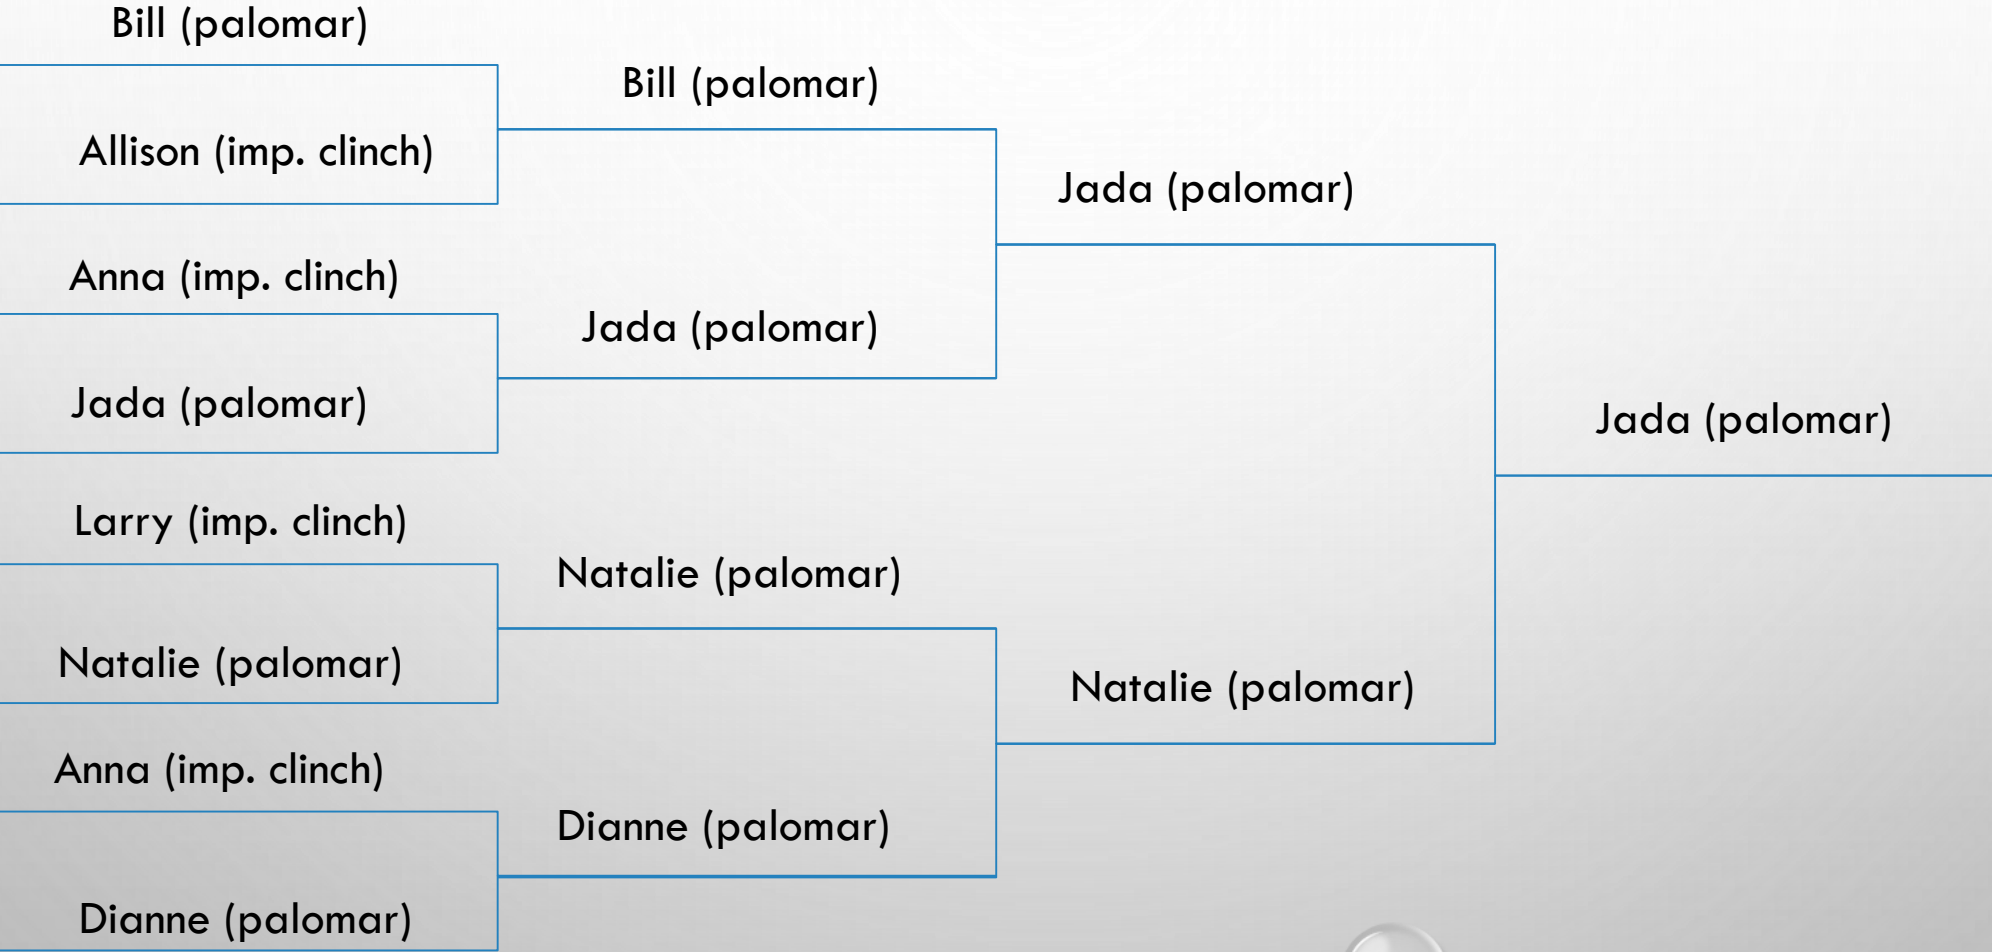 Bill (palomar)
Allison (imp. clinch)
Anna (imp. clinch)
Jada (palomar)
Larry (imp. clinch)
Natalie (palomar)
Anna (imp. clinch)
Dianne (palomar)
Bill (palomar)
Jada (palomar)
Natalie (palomar)
Dianne (palomar)
Jada (palomar)
Natalie (palomar)
Jada (palomar)